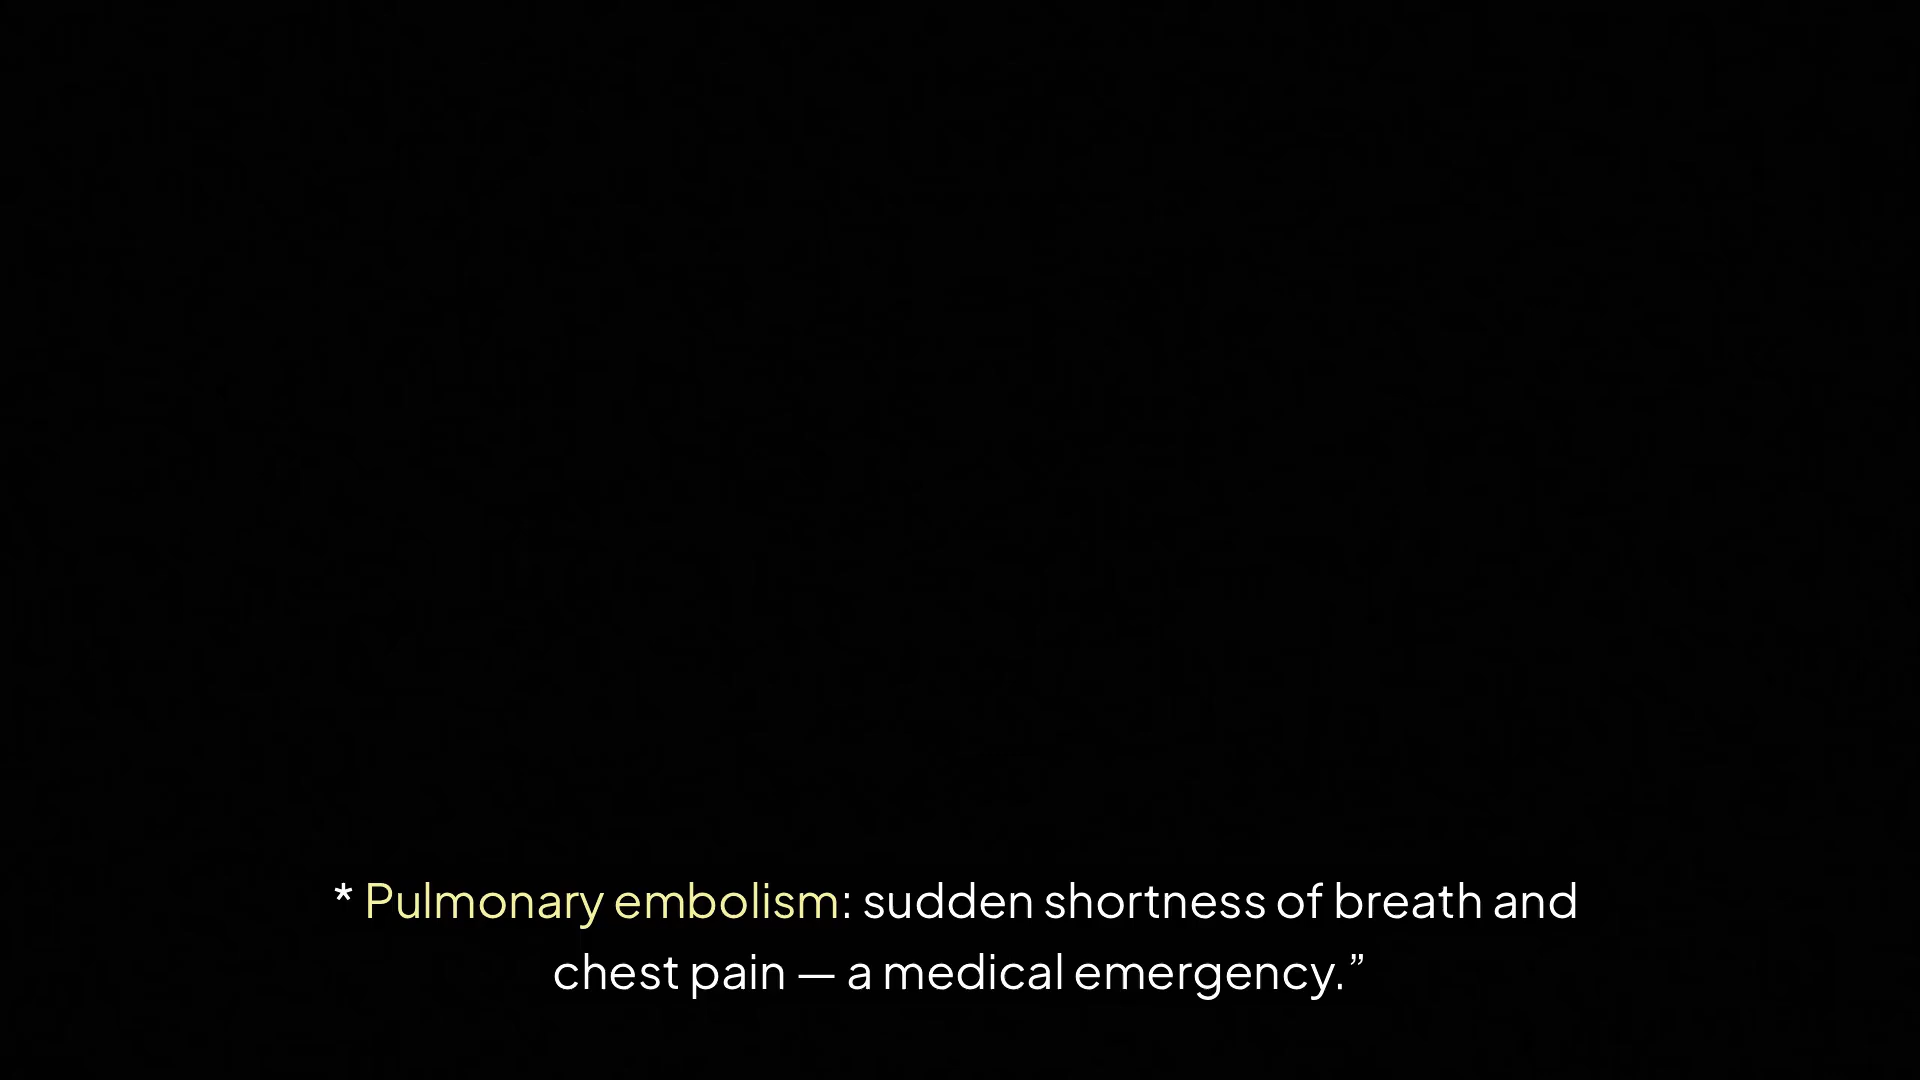 * Pulmonary embolism: sudden shortness of breath and
chest pain — a medical emergency.”